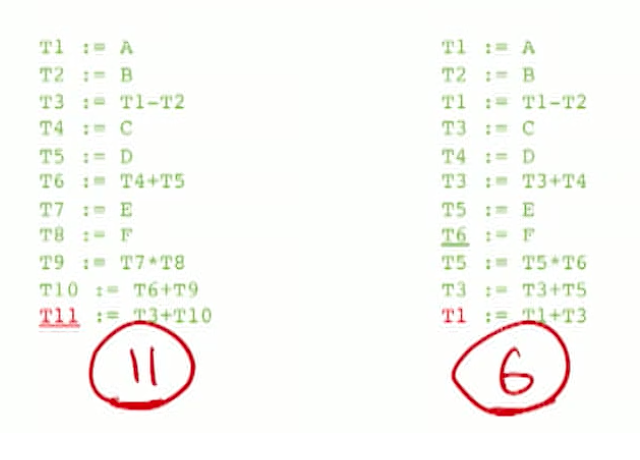 T1 := A
T2 := B
T3 := T1-T2
T4 := C
T5 := D
T6 := T4+T5
T7 := E
T8 := F
T9 := T7*T8
T10 := T6+T9
T11 := T3+T10
11
T1 := A
T2 := B
T1 := T1-T2
T3 := C
T4 := D
T3 := T3+T4
T5 := E
T6 := F
T5 := T5*T6
T3 := T3+T5
T1 := T1+T3
6